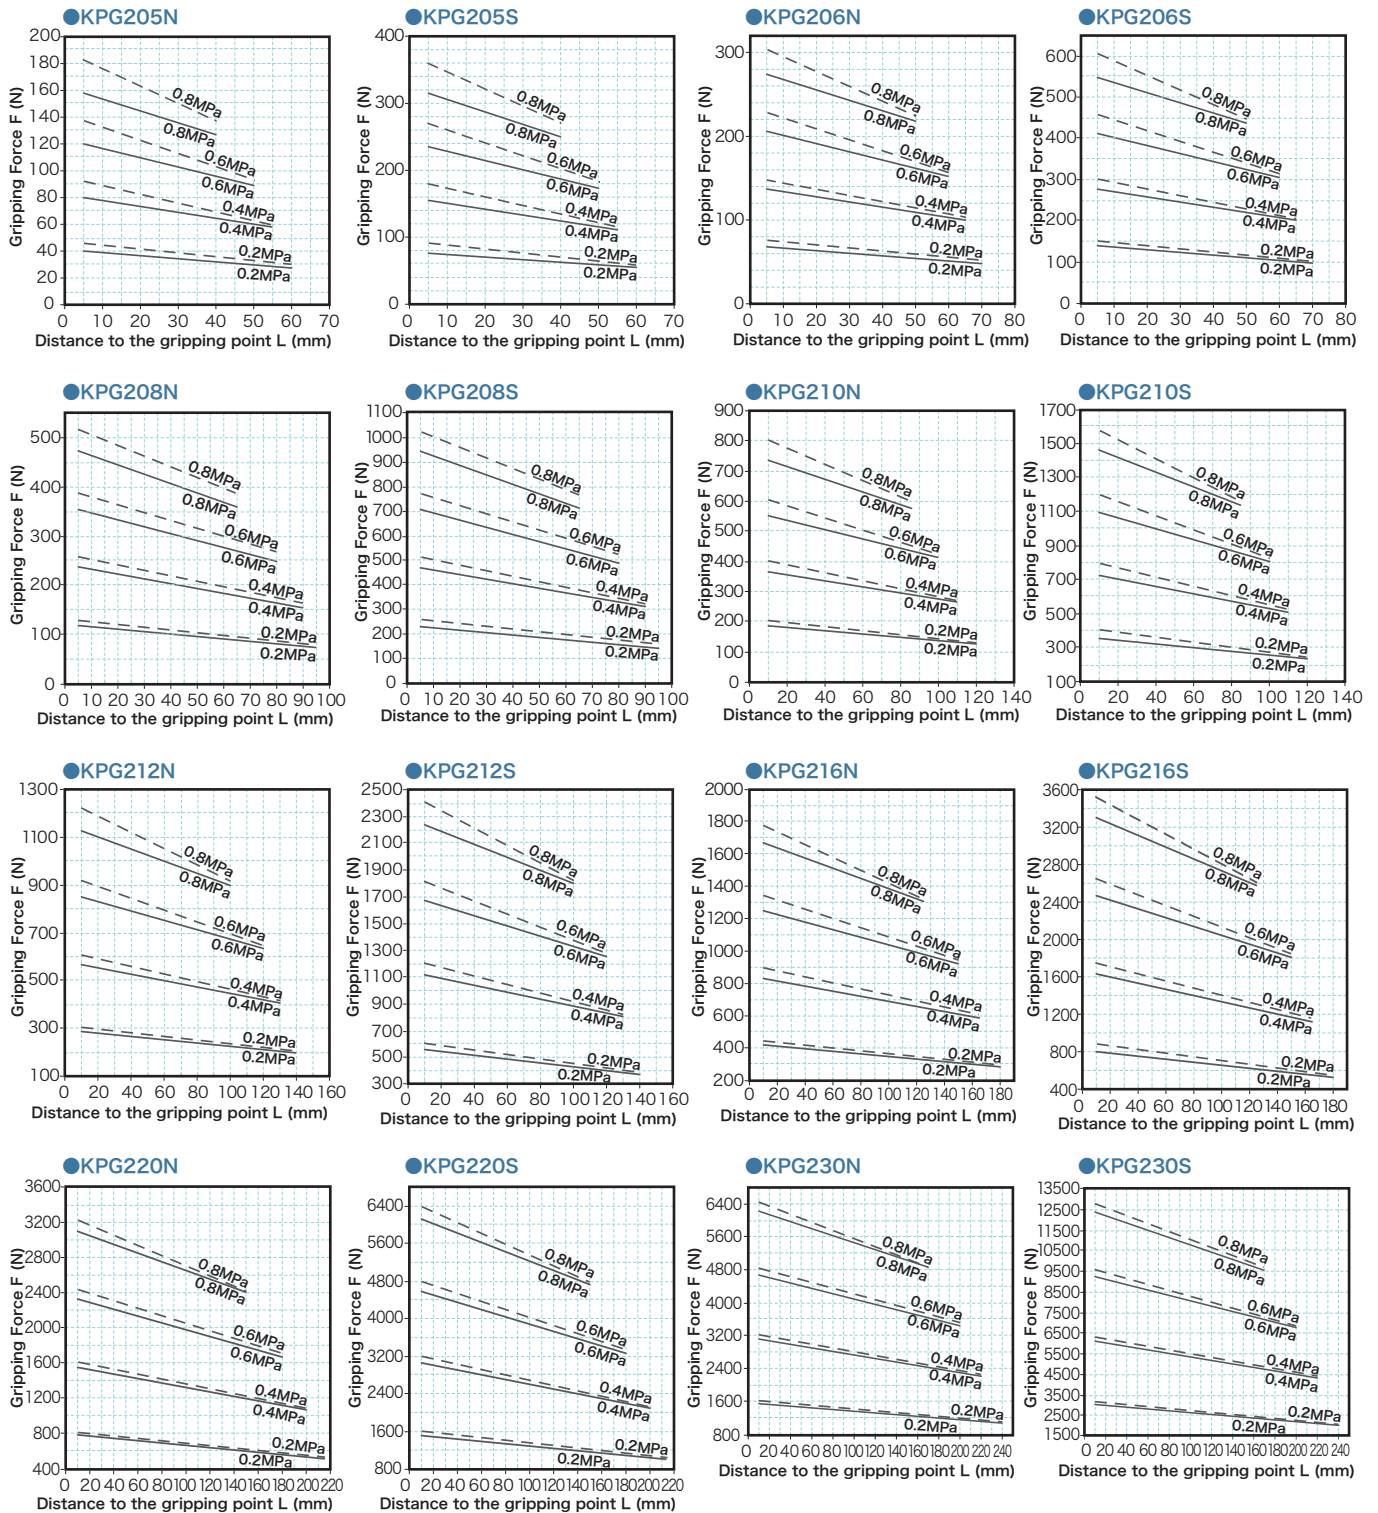 ●KPG205N ●KPG205S ●KPG206N ●KPG206S
Gripping Force F (N)
200
180
160
140
120
100
80
60
40
20
0
0.8MPa
0.8MPa
0.6MPa
0.6MPa
0.4MPa
0.4MPa
0.2MPa
0.2MPa
0 10 20 30 40 50 60 70
Distance to the gripping point L (mm)
Gripping Force F (N)
400
300
200
100
0
0.8MPa
0.8MPa
0.6MPa
0.6MPa
0.4MPa
0.4MPa
0.2MPa
0.2MPa
0 10 20 30 40 50 60 70
Distance to the gripping point L (mm)
Gripping Force F (N)
300
200
100
0
0.8MPa
0.8MPa
0.6MPa
0.6MPa
0.4MPa
0.4MPa
0.2MPa
0.2MPa
0 10 20 30 40 50 60 70 80
Distance to the gripping point L (mm)
Gripping Force F (N)
600
500
400
300
200
100
0
0.8MPa
0.8MPa
0.6MPa
0.6MPa
0.4MPa
0.4MPa
0.2MPa
0.2MPa
0 10 20 30 40 50 60 70 80
Distance to the gripping point L (mm)
●KPG208N ●KPG208S ●KPG210N ●KPG210S
Gripping Force F (N)
500
400
300
200
100
0
0.8MPa
0.8MPa
0.6MPa
0.6MPa
0.4MPa
0.4MPa
0.2MPa
0.2MPa
0 10 20 30 40 50 60 70 80 90 100
Distance to the gripping point L (mm)
Gripping Force F (N)
1100
1000
900
800
700
600
500
400
300
200
100
0
0.8MPa
0.8MPa
0.6MPa
0.6MPa
0.4MPa
0.4MPa
0.2MPa
0.2MPa
0 10 20 30 40 50 60 70 80 90 100
Distance to the gripping point L (mm)
Gripping Force F (N)
900
800
700
600
500
400
300
200
100
0
0.8MPa
0.8MPa
0.6MPa
0.6MPa
0.4MPa
0.4MPa
0.2MPa
0.2MPa
0 20 40 60 80 100 120 140
Distance to the gripping point L (mm)
Gripping Force F (N)
1700
1500
1300
1100
900
700
500
300
100
0.8MPa
0.8MPa
0.6MPa
0.6MPa
0.4MPa
0.4MPa
0.2MPa
0.2MPa
0 20 40 60 80 100 120 140
Distance to the gripping point L (mm)
●KPG212N ●KPG212S ●KPG216N ●KPG216S
Gripping Force F (N)
1300
1100
900
700
500
300
100
0.8MPa
0.8MPa
0.6MPa
0.6MPa
0.4MPa
0.4MPa
0.2MPa
0.2MPa
0 20 40 60 80 100 120 140 160
Distance to the gripping point L (mm)
Gripping Force F (N)
2500
2300
2100
1900
1700
1500
1300
1100
900
700
500
300
0.8MPa
0.8MPa
0.6MPa
0.6MPa
0.4MPa
0.4MPa
0.2MPa
0.2MPa
0 20 40 60 80 100 120 140 160
Distance to the gripping point L (mm)
Gripping Force F (N)
2000
1800
1600
1400
1200
1000
800
600
400
200
0.8MPa
0.8MPa
0.6MPa
0.6MPa
0.4MPa
0.4MPa
0.2MPa
0.2MPa
0 20 40 60 80 100 120 140 160 180
Distance to the gripping point L (mm)
Gripping Force F (N)
3600
3200
2800
2400
2000
1600
1200
800
400
0.8MPa
0.8MPa
0.6MPa
0.6MPa
0.4MPa
0.4MPa
0.2MPa
0.2MPa
0 20 40 60 80 100 120 140 160 180
Distance to the gripping point L (mm)
●KPG220N ●KPG220S ●KPG230N ●KPG230S
Gripping Force F (N)
3600
3200
2800
2400
2000
1600
1200
800
400
0.8MPa
0.8MPa
0.6MPa
0.6MPa
0.4MPa
0.4MPa
0.2MPa
0.2MPa
0 20 40 60 80 100 120 140 160 180 200 220
Distance to the gripping point L (mm)
Gripping Force F (N)
6400
5600
4800
4000
3200
2400
1600
800
0.8MPa
0.8MPa
0.6MPa
0.6MPa
0.4MPa
0.4MPa
0.2MPa
0.2MPa
0 20 40 60 80 100 120 140 160 180 200 220
Distance to the gripping point L (mm)
Gripping Force F (N)
6400
5600
4800
4000
3200
2400
1600
800
0.8MPa
0.8MPa
0.6MPa
0.6MPa
0.4MPa
0.4MPa
0.2MPa
0.2MPa
0 20 40 60 80 100 120 140 160 180 200 220 240
Distance to the gripping point L (mm)
Gripping Force F (N)
13500
12500
11500
10500
9500
8500
7500
6500
5500
4500
3500
2500
1500
0.8MPa
0.8MPa
0.6MPa
0.6MPa
0.4MPa
0.4MPa
0.2MPa
0.2MPa
0 20 40 60 80 100 120 140 160 180 200 220 240
Distance to the gripping point L (mm)